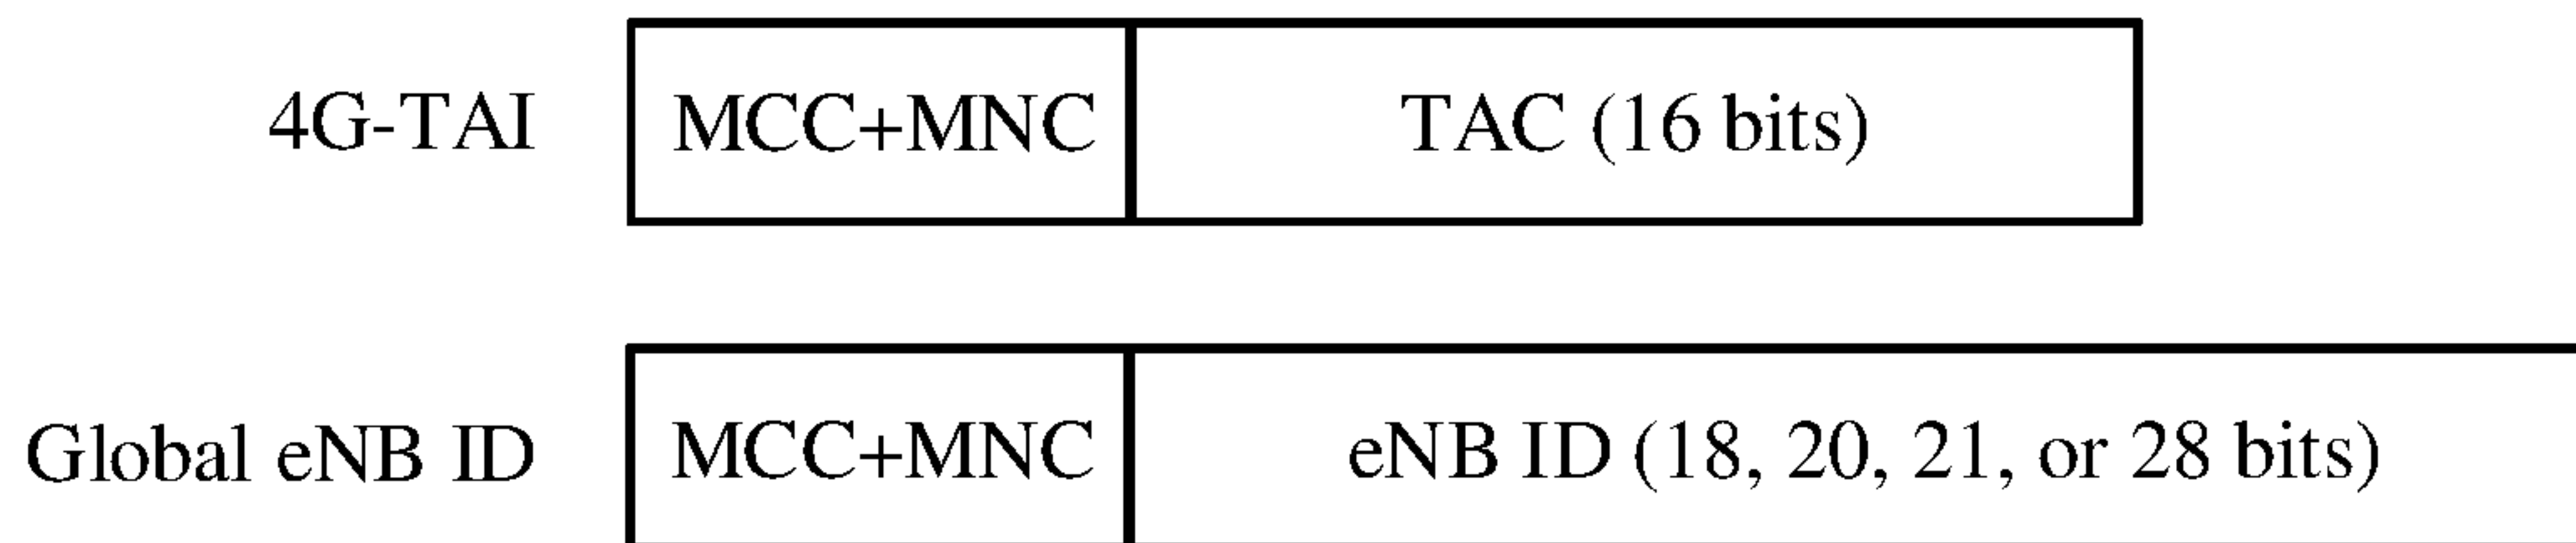 4G-TAI MCC+MNC TAC (16 bits)
Global eNB ID MCC+MNC eNB ID (18, 20, 21, or 28 bits)